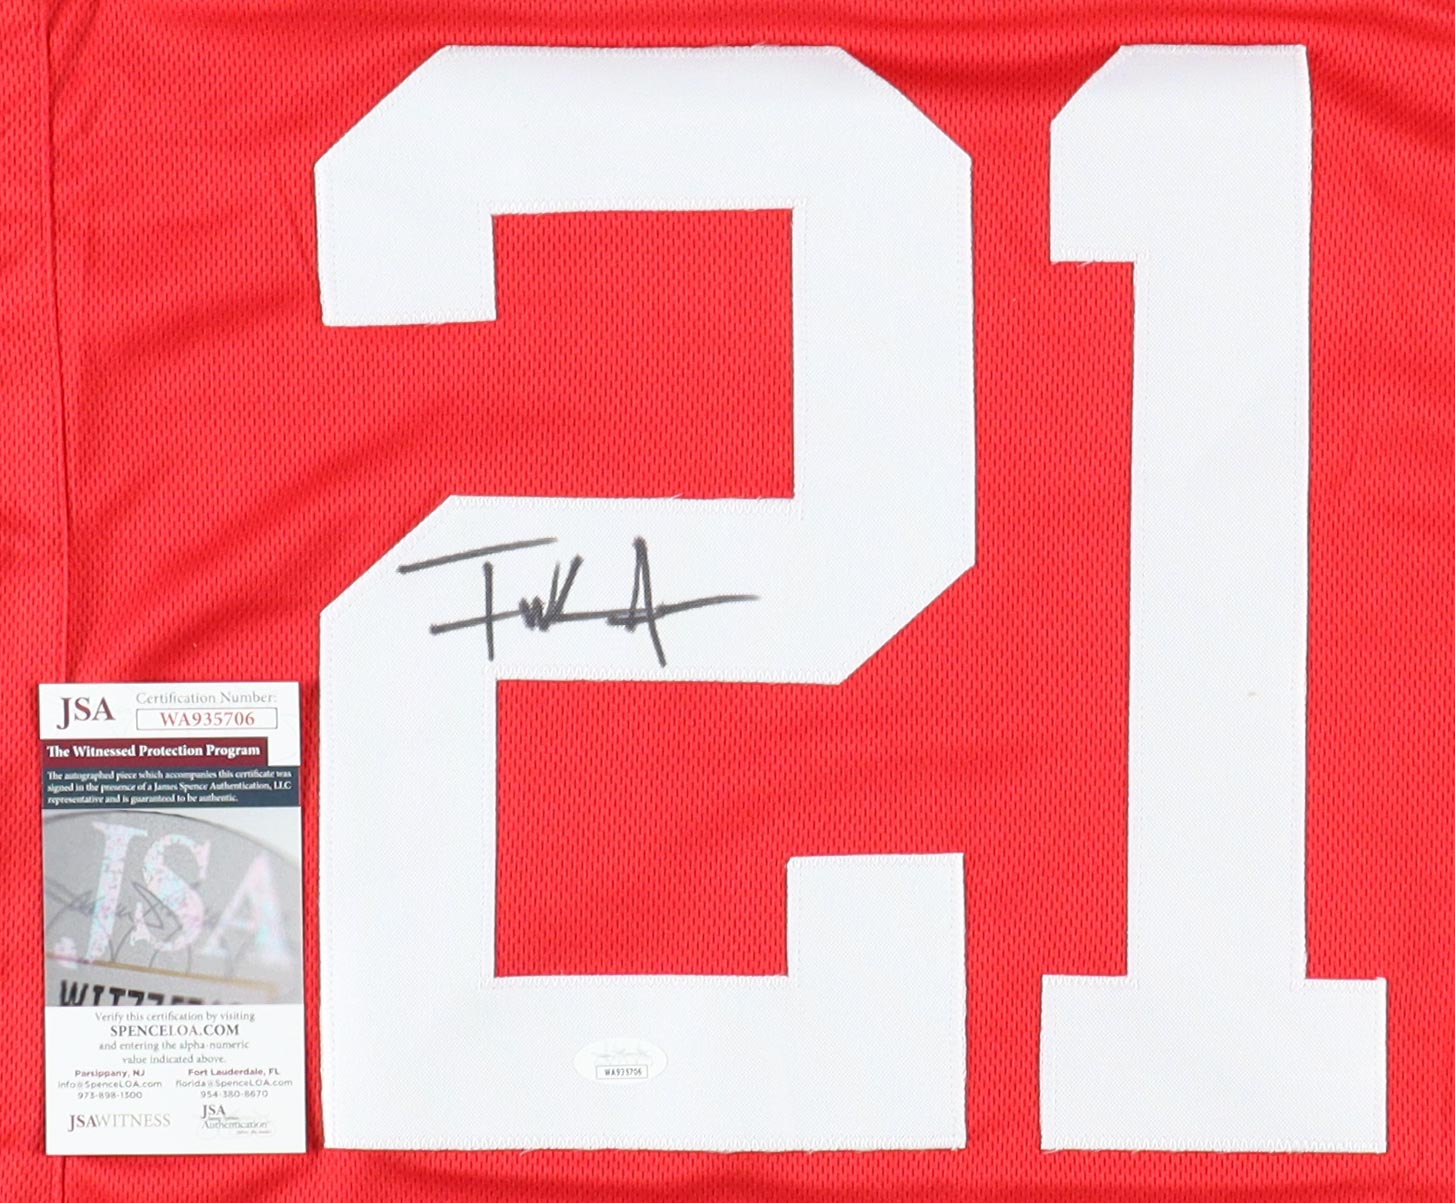 21
JSA
Certification Number:
WA935706
The Witnessed Protection Program
The autographed piece which accompanies this certificate was
signed in the presence of a James Spence Authentication, LLC
representative and is guaranteed to be authentic.
JSA
Verify this certification by visiting
SPENCELOA.COM
and entering the alpha-numeric
value indicated above.
Parsippany, NJ
info@SpenceLOA.com
973-898-1300
Fort Lauderdale, FL
florida@SpenceLOA.com
954-380-8670
JSAWITNESS
JSA
Authentication
WA935706